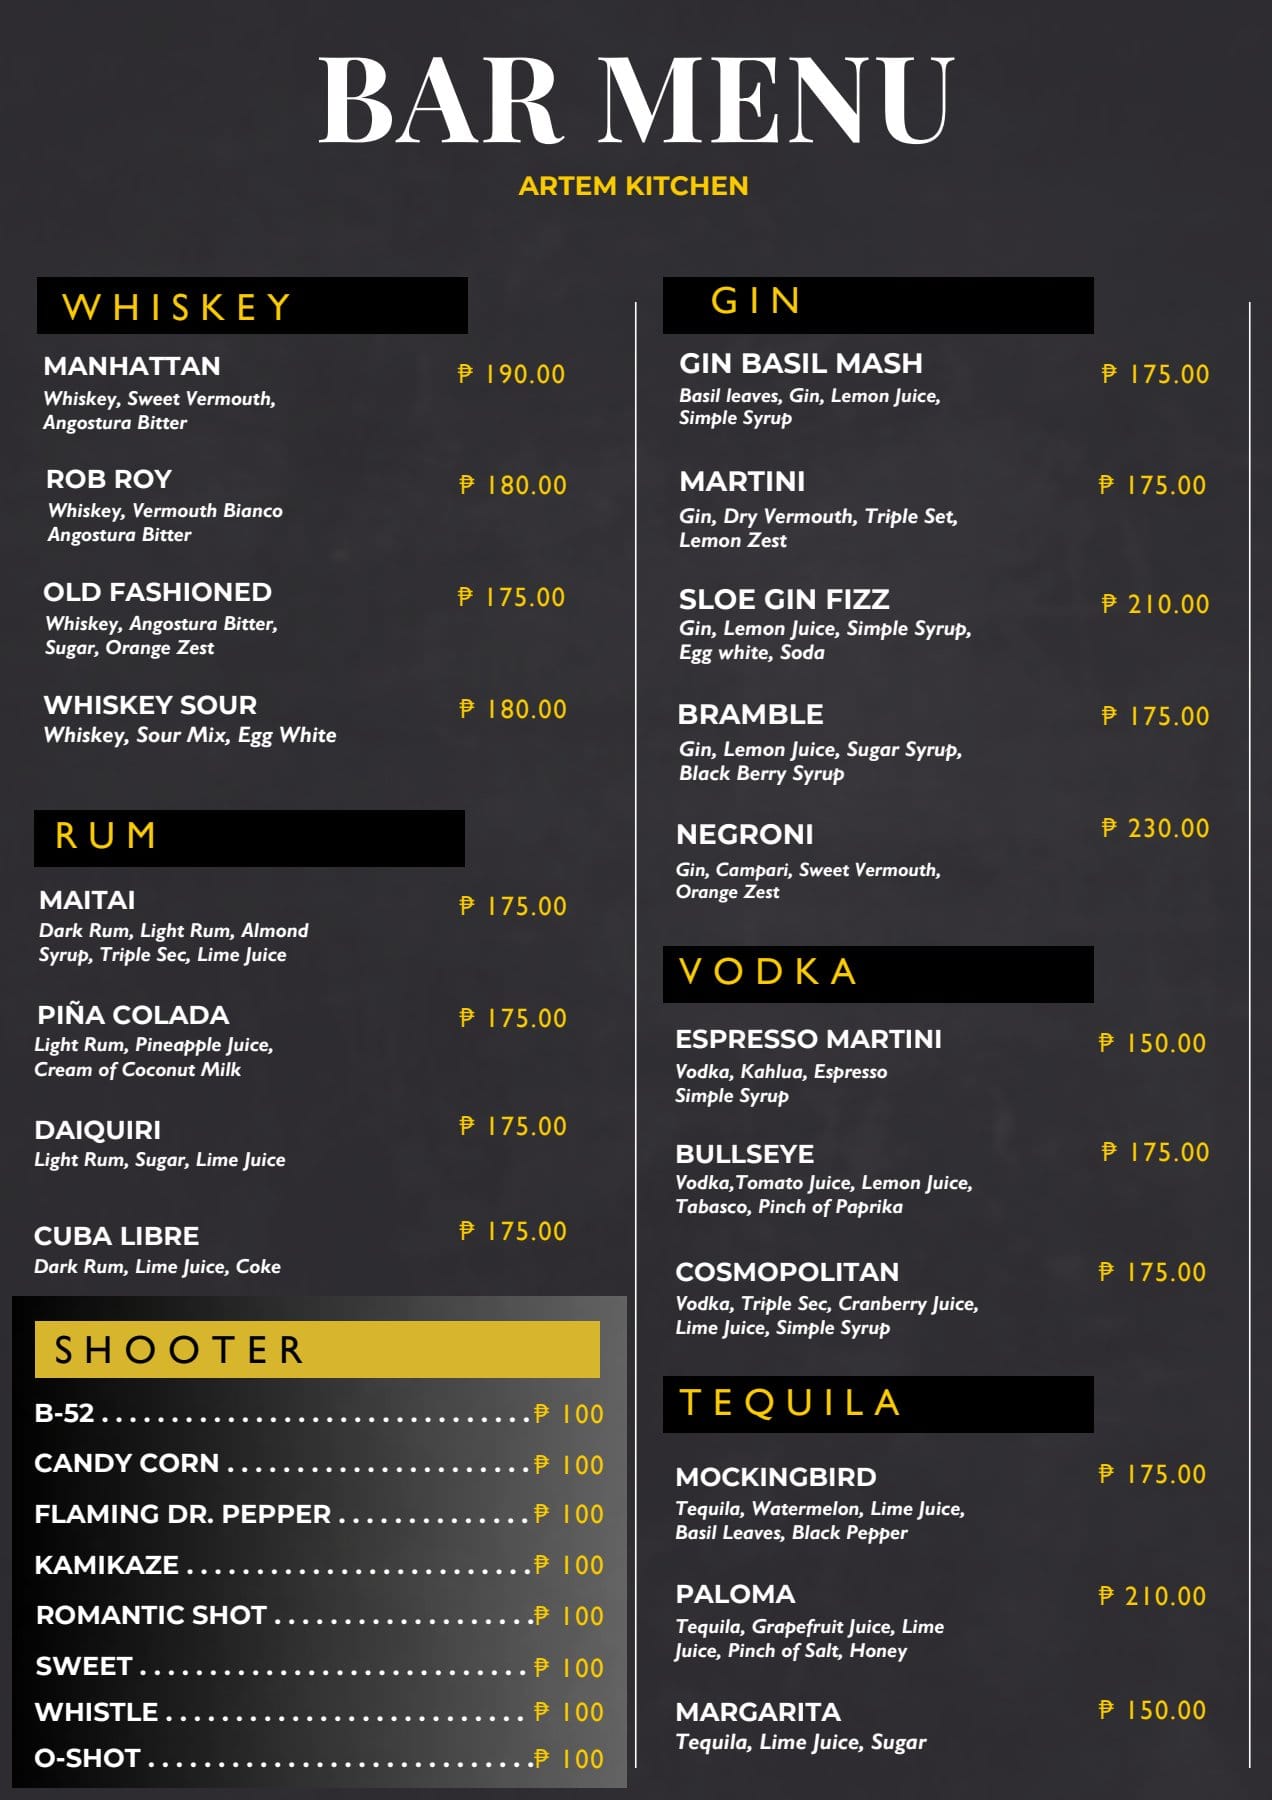 BAR MENU
ARTEM KITCHEN
WHISKEY
MANHATTAN ₱ 190.00
Whiskey, Sweet Vermouth,
Angostura Bitter
ROB ROY ₱ 180.00
Whiskey, Vermouth Bianco
Angostura Bitter
OLD FASHIONED ₱ 175.00
Whiskey, Angostura Bitter,
Sugar, Orange Zest
WHISKEY SOUR ₱ 180.00
Whiskey, Sour Mix, Egg White
RUM
MAITAI ₱ 175.00
Dark Rum, Light Rum, Almond
Syrup, Triple Sec, Lime Juice
PIÑA COLADA ₱ 175.00
Light Rum, Pineapple Juice,
Cream of Coconut Milk
DAIQUIRI ₱ 175.00
Light Rum, Sugar, Lime Juice
CUBA LIBRE ₱ 175.00
Dark Rum, Lime Juice, Coke
SHOOTER
B-52 ............................... ₱ 100
CANDY CORN ...................... ₱ 100
FLAMING DR. PEPPER .............. ₱ 100
KAMIKAZE ......................... ₱ 100
ROMANTIC SHOT ................... ₱ 100
SWEET ............................ ₱ 100
WHISTLE .......................... ₱ 100
O-SHOT ............................ ₱ 100
GIN
GIN BASIL MASH ₱ 175.00
Basil leaves, Gin, Lemon Juice,
Simple Syrup
MARTINI ₱ 175.00
Gin, Dry Vermouth, Triple Set,
Lemon Zest
SLOE GIN FIZZ ₱ 210.00
Gin, Lemon Juice, Simple Syrup,
Egg white, Soda
BRAMBLE ₱ 175.00
Gin, Lemon Juice, Sugar Syrup,
Black Berry Syrup
NEGRONI ₱ 230.00
Gin, Campari, Sweet Vermouth,
Orange Zest
VODKA
ESPRESSO MARTINI ₱ 150.00
Vodka, Kahlua, Espresso
Simple Syrup
BULLSEYE ₱ 175.00
Vodka,Tomato Juice, Lemon Juice,
Tabasco, Pinch of Paprika
COSMOPOLITAN ₱ 175.00
Vodka, Triple Sec, Cranberry Juice,
Lime Juice, Simple Syrup
TEQUILA
MOCKINGBIRD ₱ 175.00
Tequila, Watermelon, Lime Juice,
Basil Leaves, Black Pepper
PALOMA ₱ 210.00
Tequila, Grapefruit Juice, Lime
Juice, Pinch of Salt, Honey
MARGARITA ₱ 150.00
Tequila, Lime Juice, Sugar